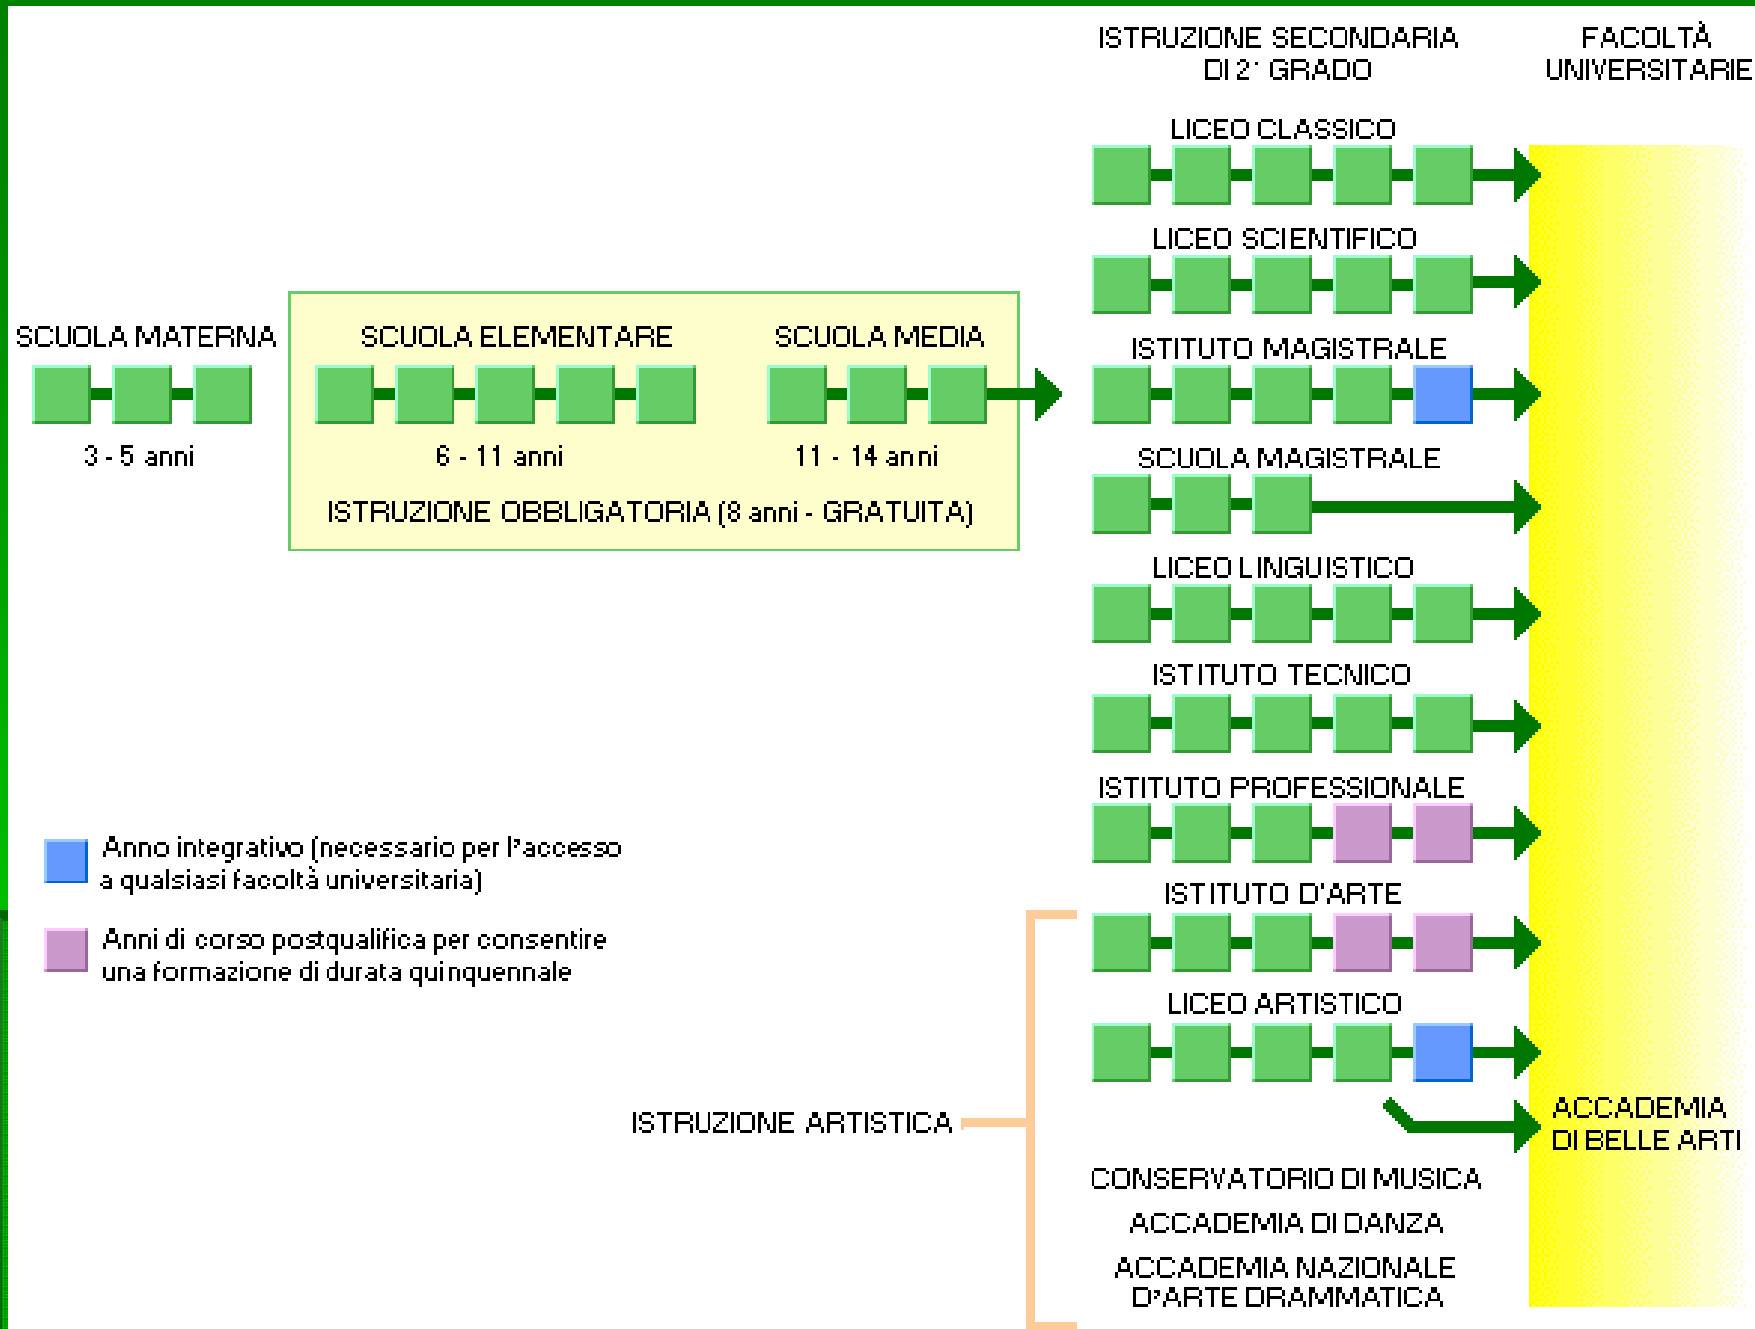 ISTRUZIONE SECONDARIA
DI 2° GRADO
FACOLTÀ
UNIVERSITARIE
LICEO CLASSICO
LICEO SCIENTIFICO
SCUOLA MATERNA
SCUOLA ELEMENTARE
SCUOLA MEDIA
ISTITUTO MAGISTRALE
3 - 5 anni
6 - 11 anni
11 - 14 anni
SCUOLA MAGISTRALE
ISTRUZIONE OBBLIGATORIA (8 anni - GRATUITA)
LICEO LINGUISTICO
ISTITUTO TECNICO
ISTITUTO PROFESSIONALE
Anno integrativo (necessario per l'accesso
a qualsiasi facoltà universitaria)
ISTITUTO D'ARTE
Anni di corso postqualifica per consentire
una formazione di durata quinquennale
LICEO ARTISTICO
ISTRUZIONE ARTISTICA
ACCADEMIA
DI BELLE ARTI
CONSERVATORIO DI MUSICA
ACCADEMIA DI DANZA
ACCADEMIA NAZIONALE
D'ARTE DRAMMATICA